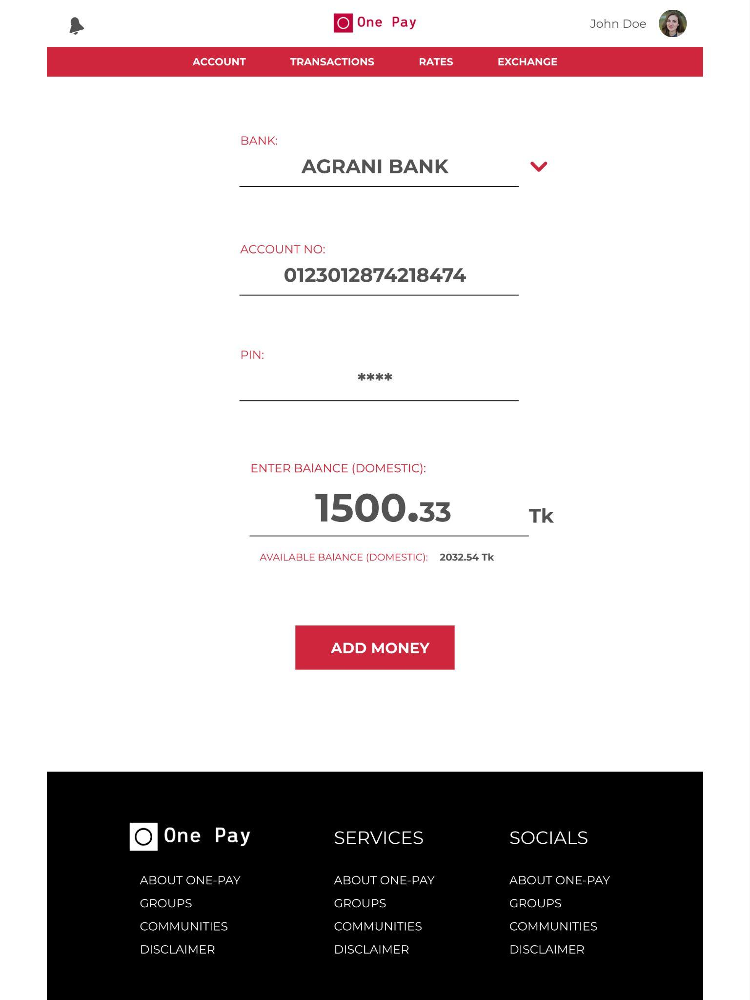 One Pay
John Doe
ACCOUNT TRANSACTIONS RATES EXCHANGE
BANK:
AGRANI BANK
ACCOUNT NO:
0123012874218474
PIN:
****
ENTER BAlANCE (DOMESTIC):
1500.33 Tk
AVAILABLE BAlANCE (DOMESTIC): 2032.54 Tk
ADD MONEY
One Pay
ABOUT ONE-PAY
GROUPS
COMMUNITIES
DISCLAIMER
SERVICES
ABOUT ONE-PAY
GROUPS
COMMUNITIES
DISCLAIMER
SOCIALS
ABOUT ONE-PAY
GROUPS
COMMUNITIES
DISCLAIMER